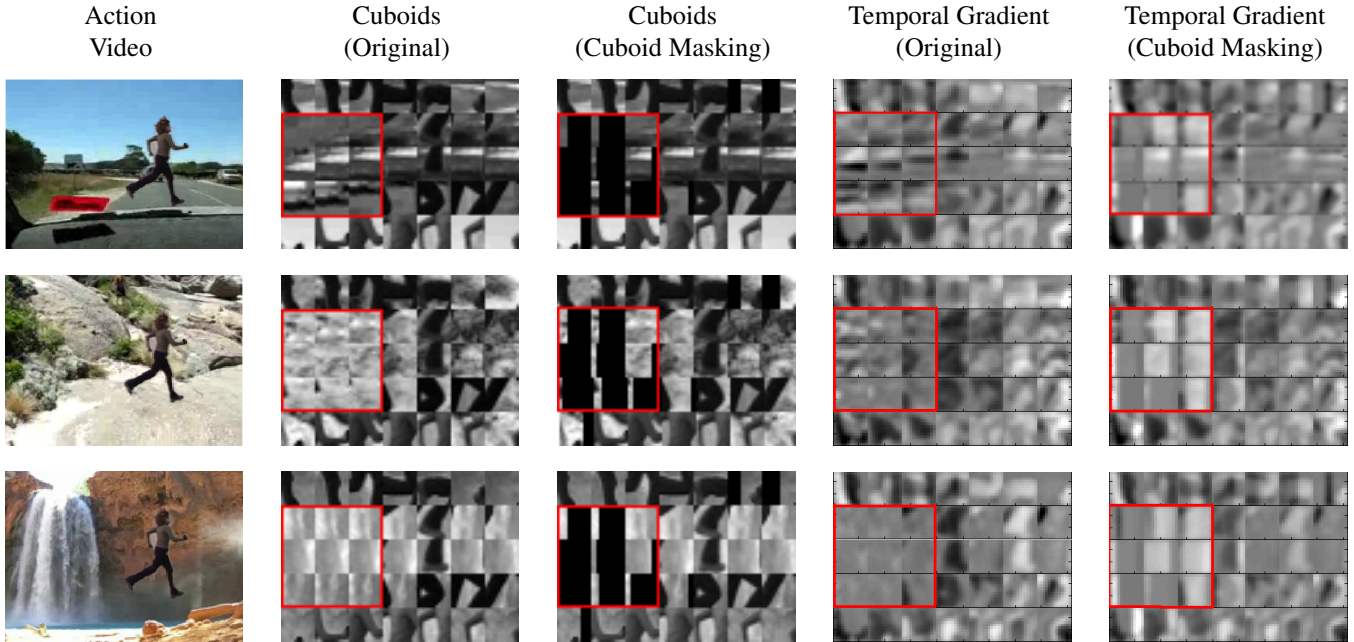 Action
Video
Cuboids
(Original)
Cuboids
(Cuboid Masking)
Temporal Gradient
(Original)
Temporal Gradient
(Cuboid Masking)